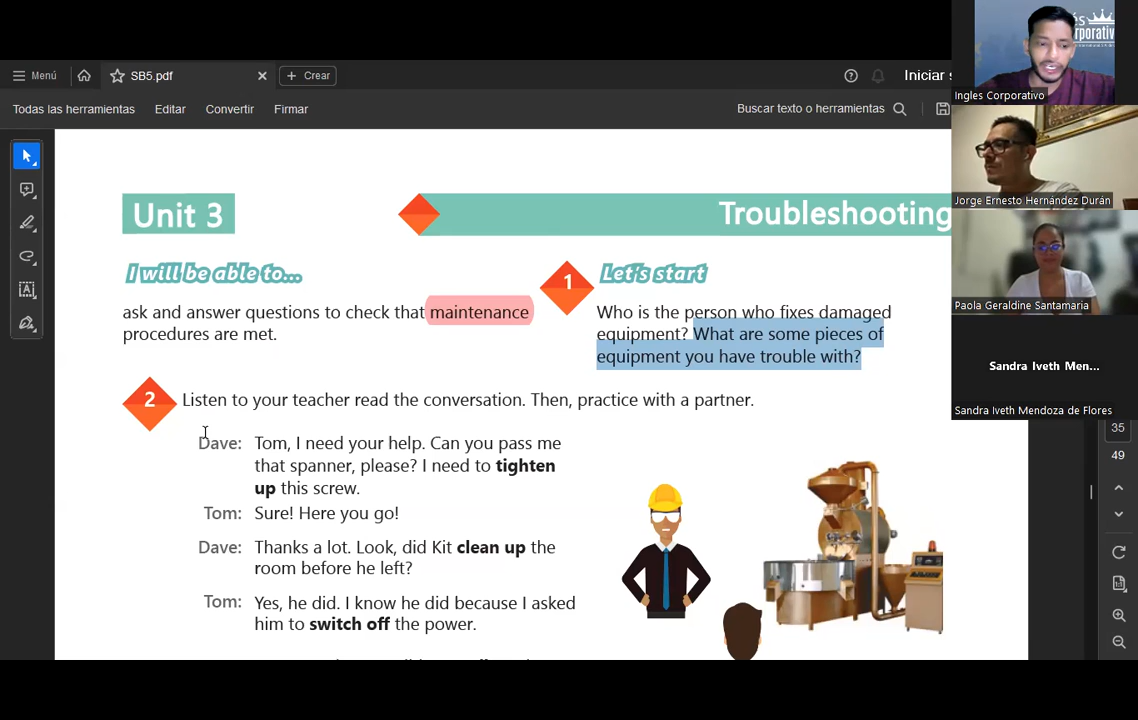 Menú
SB5.pdf
Crear
Iniciar s
Todas las herramientas
Editar
Convertir
Firmar
Buscar texto o herramientas
Unit 3
Troubleshooting
I will be able to...
ask and answer questions to check that maintenance
procedures are met.
1
Let's start
Who is the person who fixes damaged
equipment? What are some pieces of
equipment you have trouble with?
2
Listen to your teacher read the conversation. Then, practice with a partner.
Dave: Tom, I need your help. Can you pass me
that spanner, please? I need to tighten
up this screw.
Tom: Sure! Here you go!
Dave: Thanks a lot. Look, did Kit clean up the
room before he left?
Tom: Yes, he did. I know he did because I asked
him to switch off the power.
Ingles Corporativo
Jorge Ernesto Hernández Durán
Paola Geraldine Santamaria
Sandra Iveth Men...
Sandra Iveth Mendoza de Flores
35
49